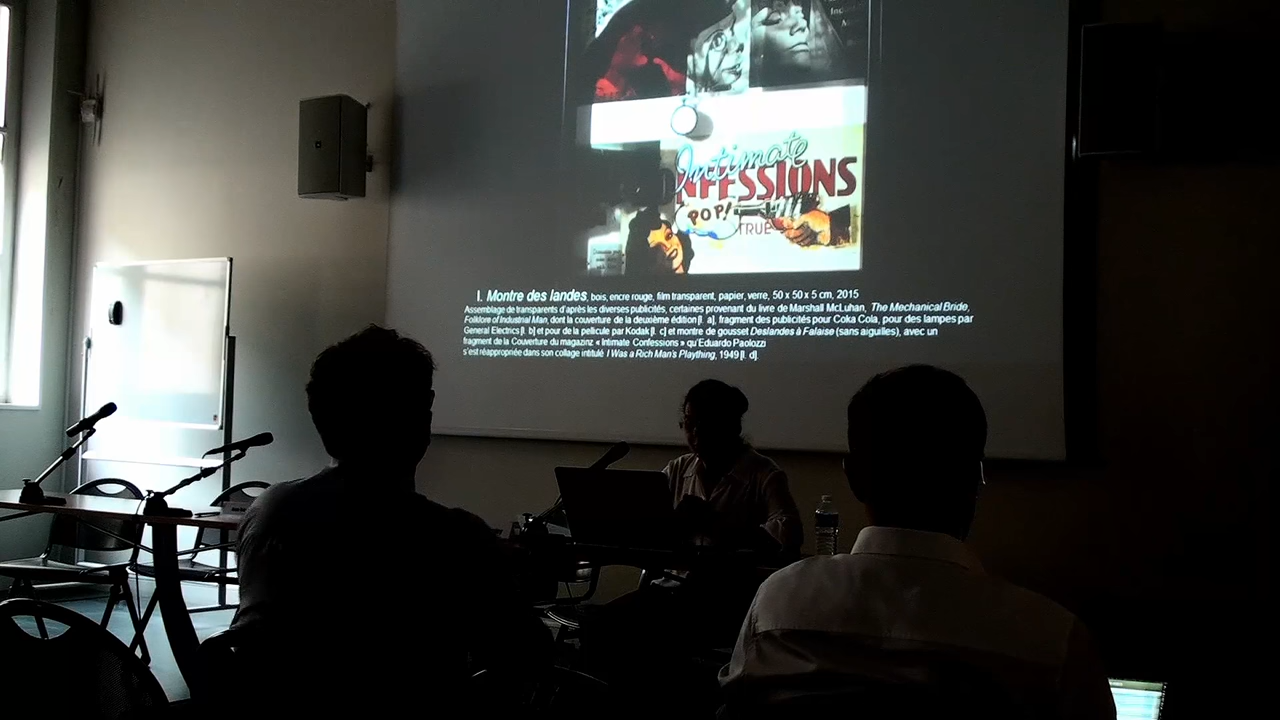 Intimate
NFESSIONS
POP!
TRUE
I. Montre des landes, bois, encre rouge, film transparent, papier, verre, 50 x 50 x 5 cm, 2015
Assemblage de transparents d'après les diverses publicités, certaines provenant du livre de Marshall McLuhan, The Mechanical Bride,
Folklore of Industrial Man, dont la couverture de la deuxième édition [I. a], fragment des publicités pour Coka Cola, pour des lampes par
General Electrics [I. b] et pour de la pellicule par Kodak [I. c] et montre de gousset Deslandes à Falaise (sans aiguilles), avec un
fragment de la Couverture du magazinz « Intimate Confessions » qu'Eduardo Paolozzi
s'est réappropriée dans son collage intitulé I Was a Rich Man's Plaything, 1949 [I. d].